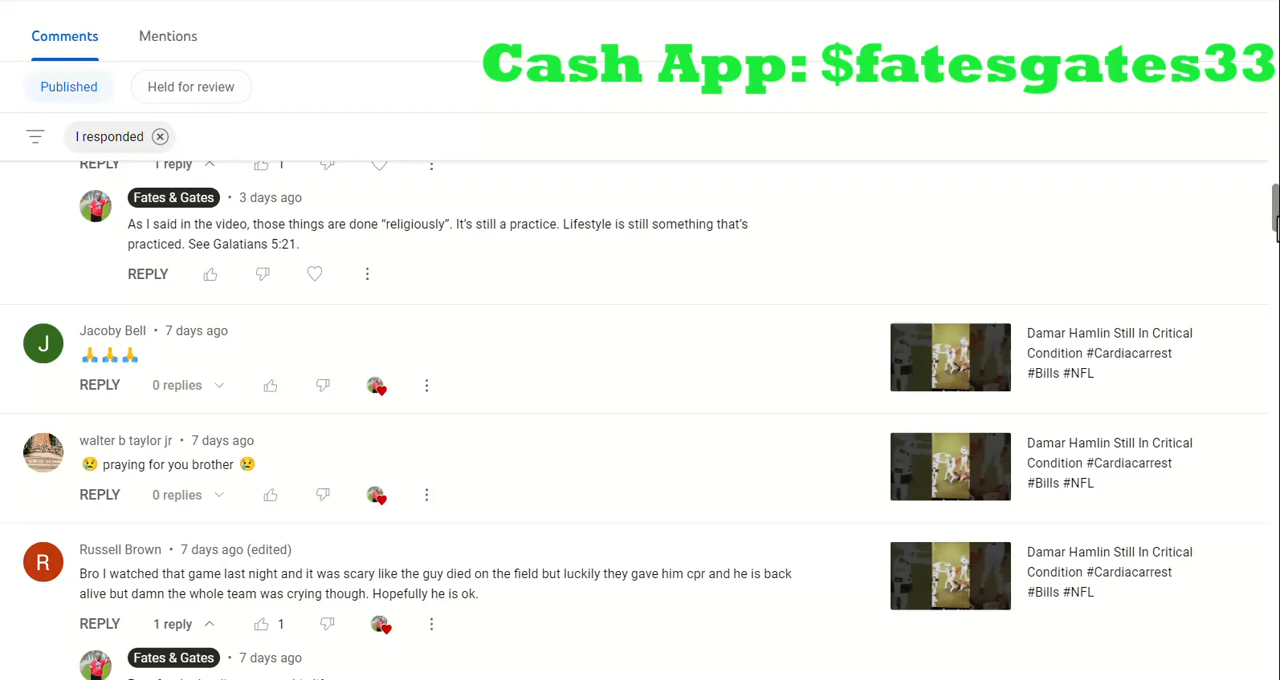 Comments Mentions
Cash App: $fatesgates33
Published Held for review
I responded
REPLY 1 reply 1
Fates & Gates • 3 days ago
As I said in the video, those things are done “religiously”. It’s still a practice. Lifestyle is still something that’s
practiced. See Galatians 5:21.
REPLY
J
Jacoby Bell • 7 days ago
🙏🙏🙏
REPLY 0 replies
Damar Hamlin Still In Critical
Condition #Cardiacarrest
#Bills #NFL
walter b taylor jr • 7 days ago
😢 praying for you brother 😢
REPLY 0 replies
Damar Hamlin Still In Critical
Condition #Cardiacarrest
#Bills #NFL
R
Russell Brown • 7 days ago (edited)
Bro I watched that game last night and it was scary like the guy died on the field but luckily they gave him cpr and he is back
alive but damn the whole team was crying though. Hopefully he is ok.
REPLY 1 reply 1
Damar Hamlin Still In Critical
Condition #Cardiacarrest
#Bills #NFL
Fates & Gates • 7 days ago